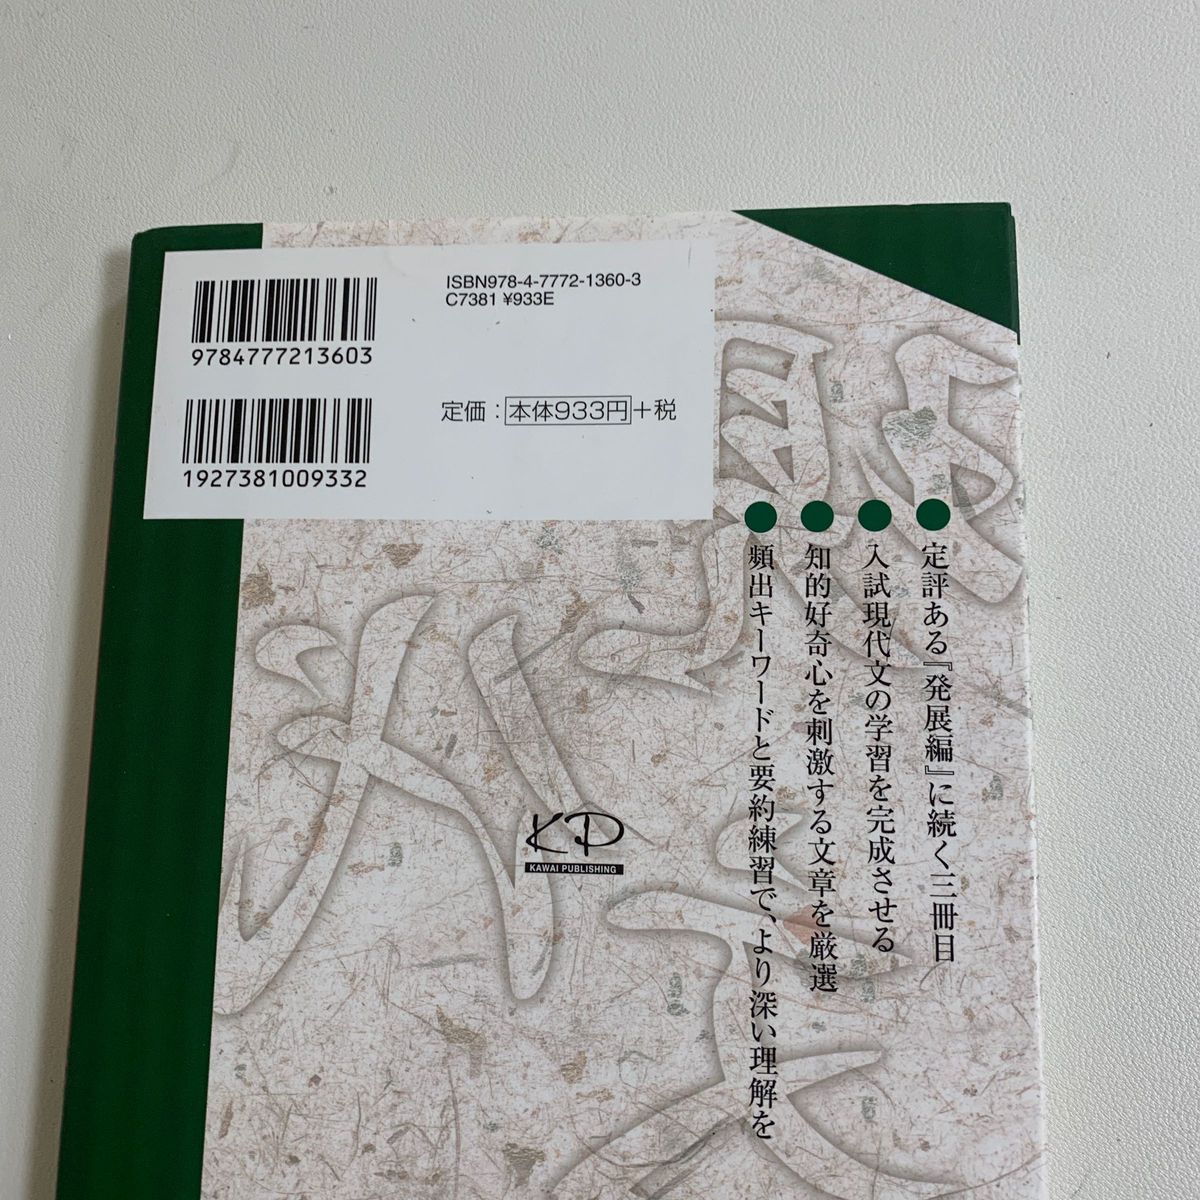 ISBN978-4-7772-1360-3
C7381 ¥933E
9784777213603
定価：本体933円+税
1927381009332
●定評ある『発展編』に続く三冊目
●入試現代文の学習を完成させる
●知的好奇心を刺激する文章を厳選
●頻出キーワードと要約練習で、より深い理解を
KP
KAWAI PUBLISHING